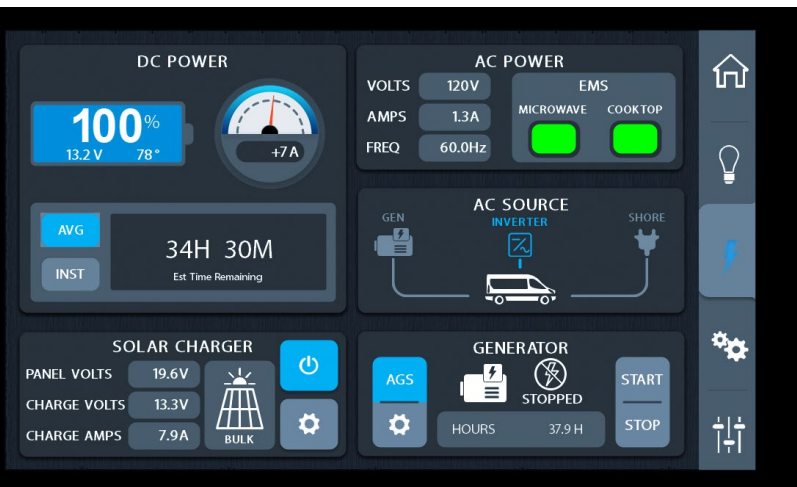 DC POWER
100%
13.2 V 78°
+7 A
AVG
INST
34H 30M
Est Time Remaining
AC POWER
VOLTS 120V
AMPS 1.3A
FREQ 60.0Hz
EMS
MICROWAVE COOKTOP
AC SOURCE
GEN
INVERTER
SHORE
SOLAR CHARGER
PANEL VOLTS 19.6V
CHARGE VOLTS 13.3V
CHARGE AMPS 7.9A
BULK
GENERATOR
AGS
STOPPED
START
STOP
HOURS 37.9 H